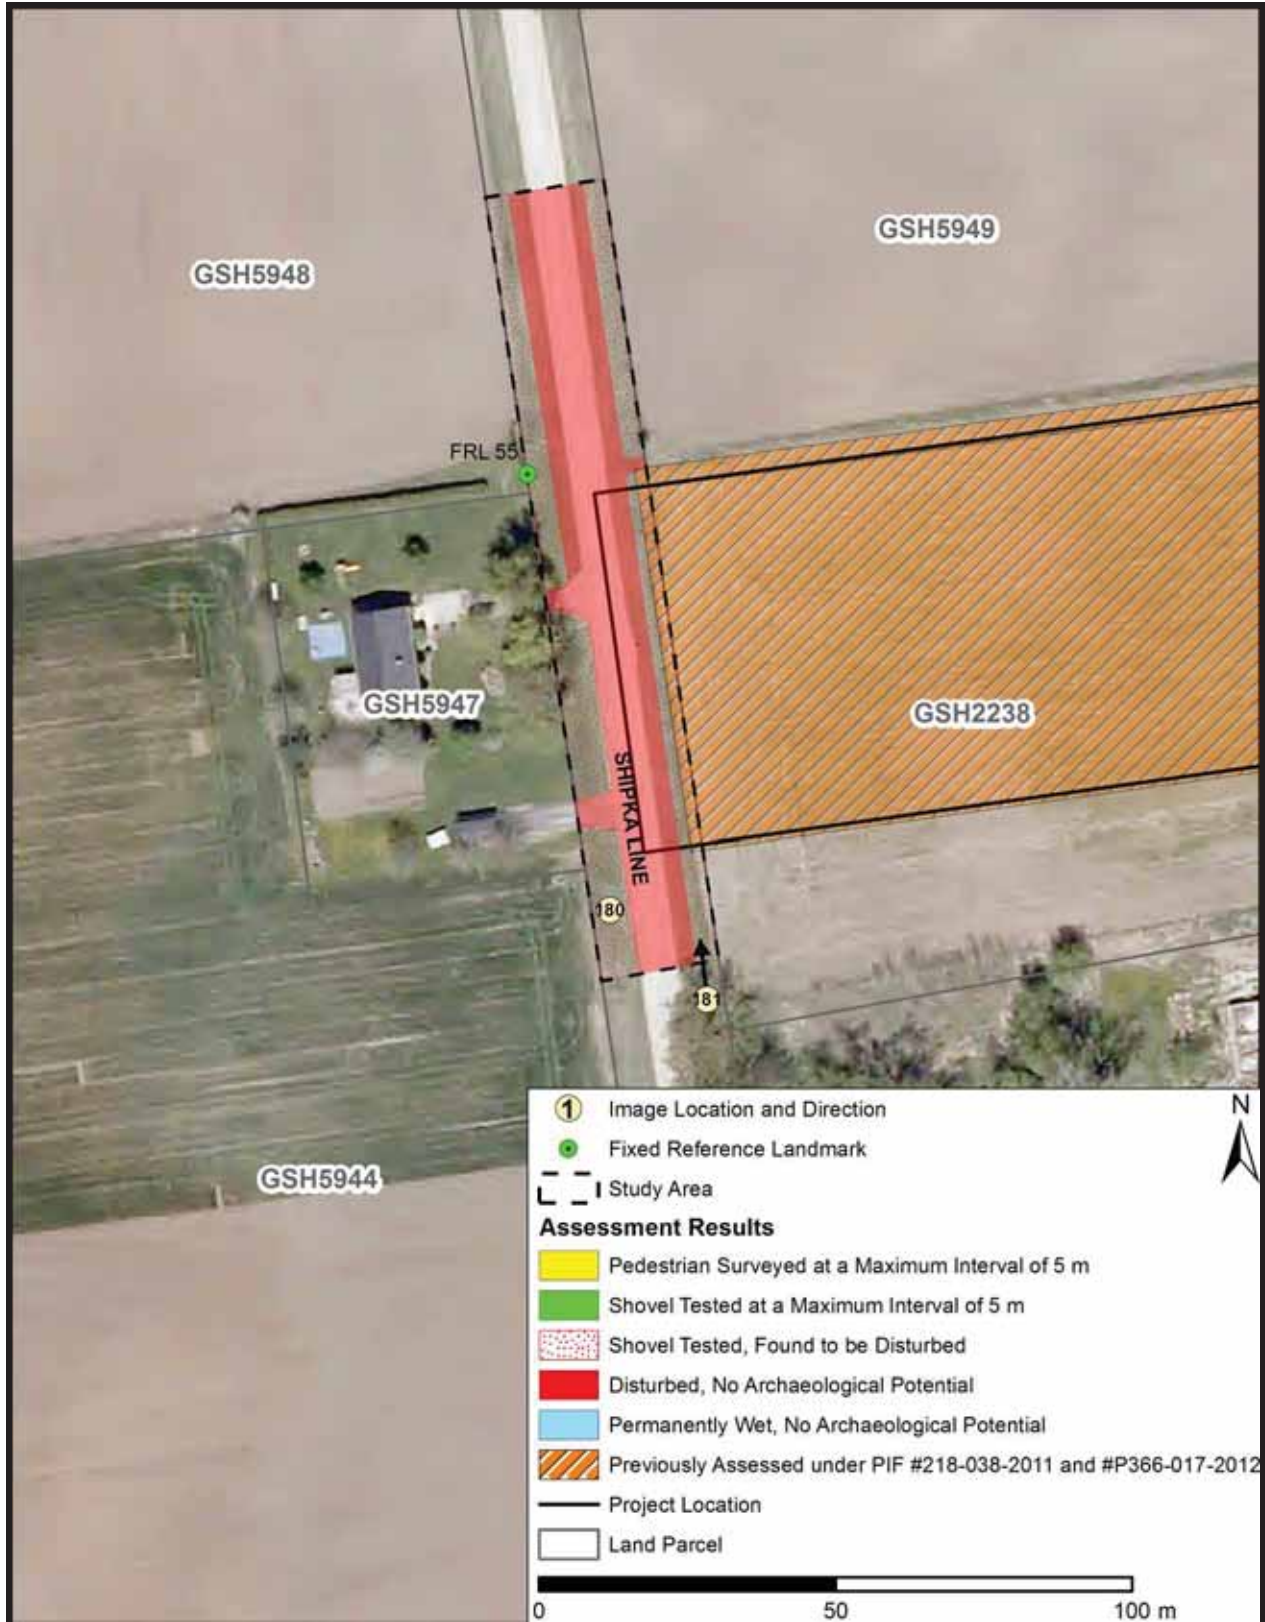 GSH5949
GSH5948
FRL 55
GSH5947
GSH2238
SHIPKA LINE
180
181
GSH5944
N
1 Image Location and Direction
Fixed Reference Landmark
Study Area
Assessment Results
Pedestrian Surveyed at a Maximum Interval of 5 m
Shovel Tested at a Maximum Interval of 5 m
Shovel Tested, Found to be Disturbed
Disturbed, No Archaeological Potential
Permanently Wet, No Archaeological Potential
Previously Assessed under PIF #218-038-2011 and #P366-017-2012
Project Location
Land Parcel
0 50 100 m